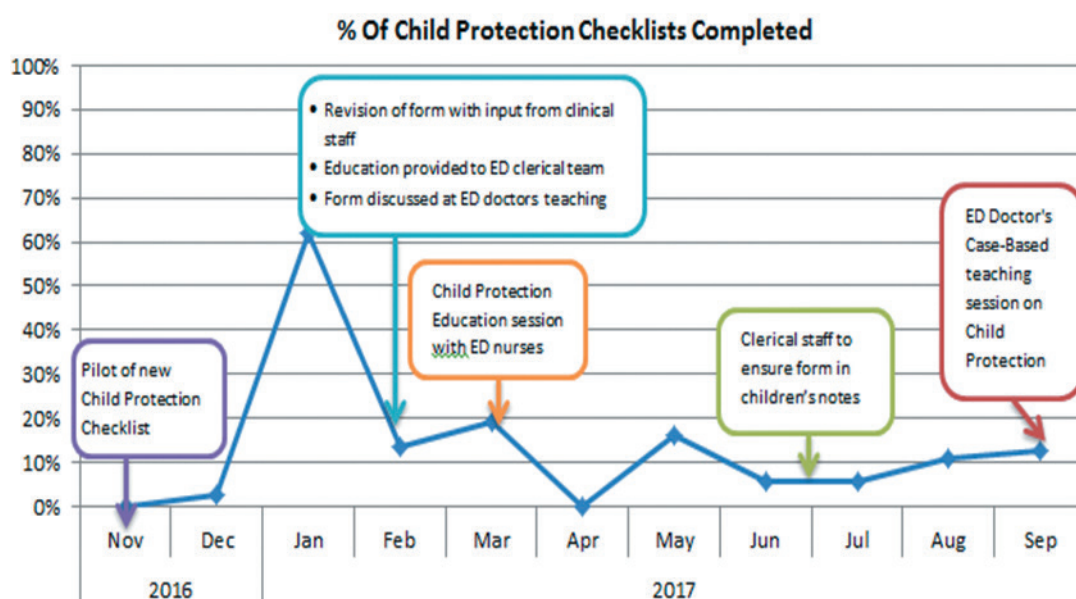 % Of Child Protection Checklists Completed
100%
90%
80%
70%
60%
50%
40%
30%
20%
10%
0%
• Revision of form with input from clinical
staff
• Education provided to ED clerical team
• Form discussed at ED doctors teaching
Pilot of new
Child Protection
Checklist
Child Protection
Education session
with ED nurses
Clerical staff to
ensure form in
children's notes
ED Doctor's
Case-Based
teaching
session on
Child
Protection
Nov Dec Jan Feb Mar Apr May Jun Jul Aug Sep
2016 2017